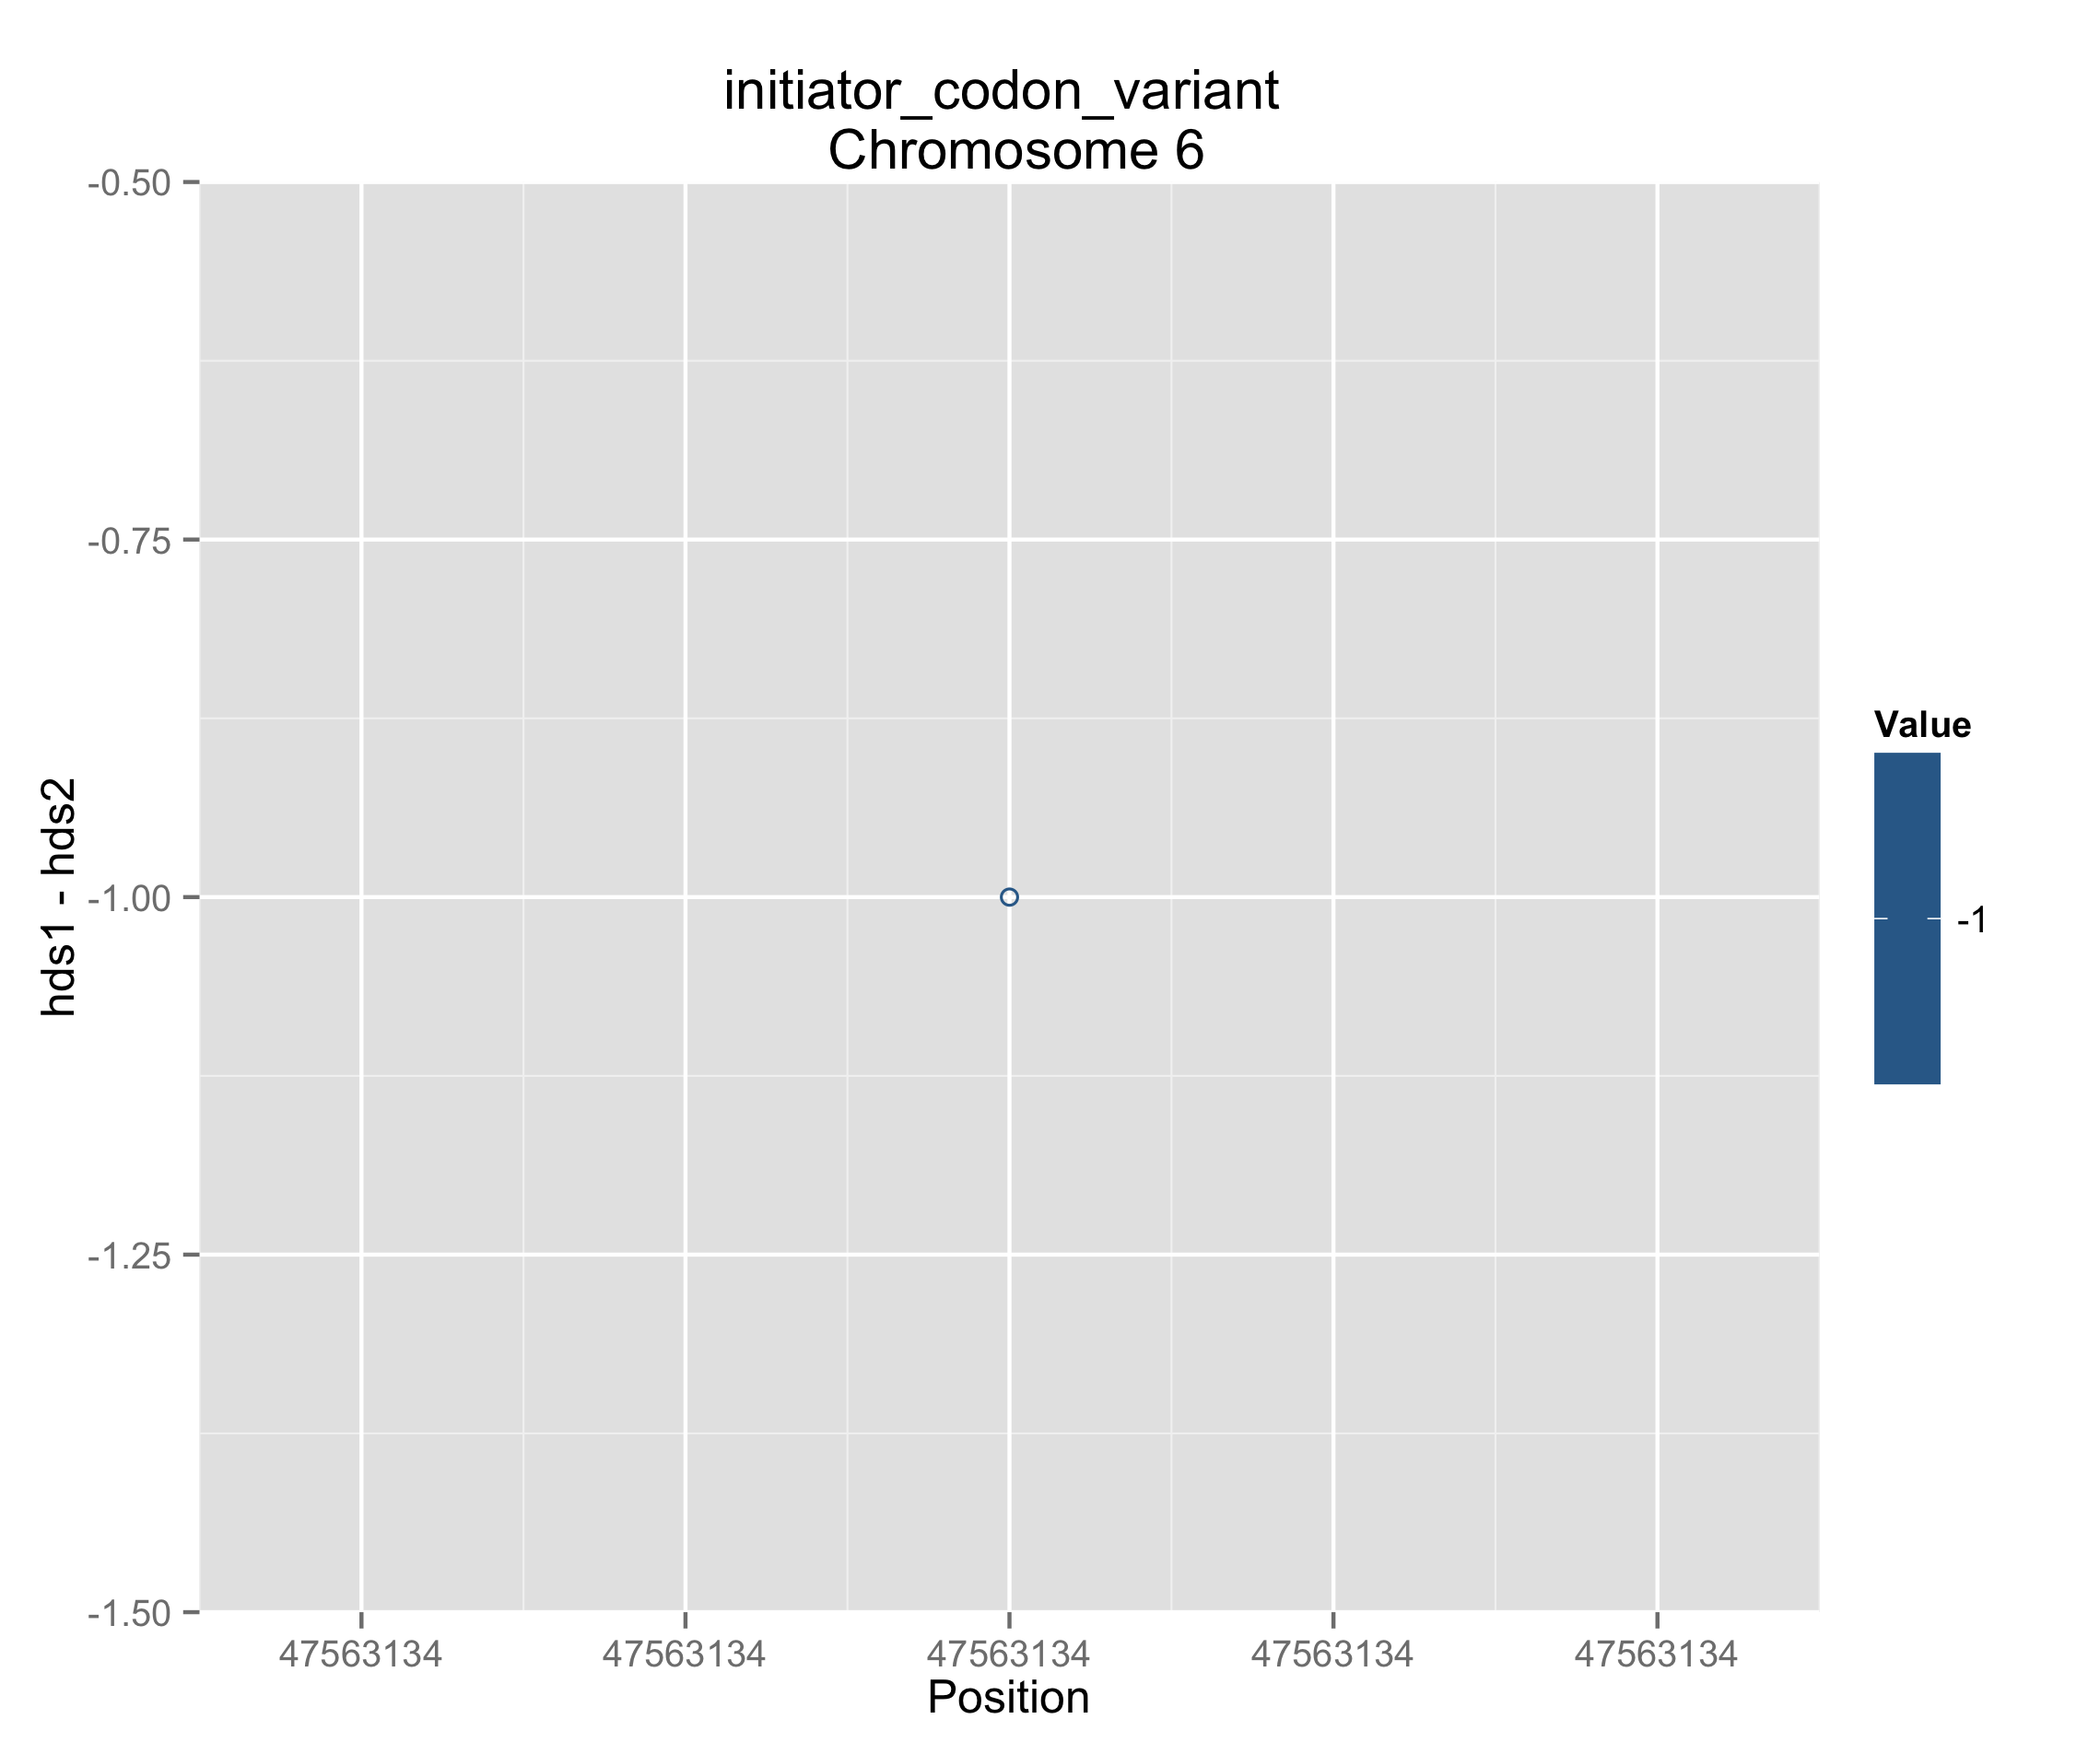 initiator_codon_variant
Chromosome 6
-0.50
-0.75
-1.00
-1.25
-1.50
hds1 - hds2
47563134 47563134 47563134 47563134 47563134
Position
Value
-1